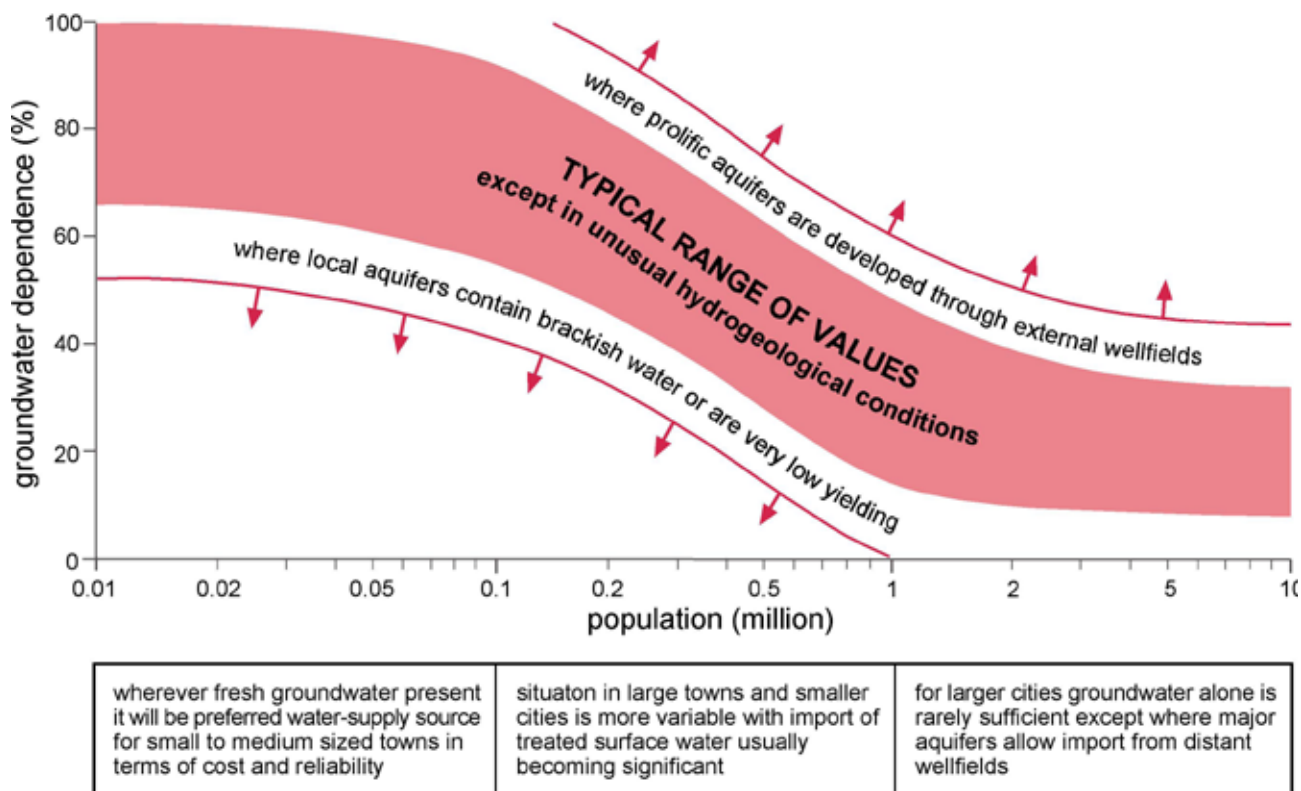 groundwater dependence (%)
100
80
60
40
20
0
where prolific aquifers are developed through external wellfields
TYPICAL RANGE OF VALUES
except in unusual hydrogeological conditions
where local aquifers contain brackish water or are very low yielding
0.01 0.02 0.05 0.1 0.2 0.5 1 2 5 10
population (million)
wherever fresh groundwater present
it will be preferred water-supply source
for small to medium sized towns in
terms of cost and reliability
situaton in large towns and smaller
cities is more variable with import of
treated surface water usually
becoming significant
for larger cities groundwater alone is
rarely sufficient except where major
aquifers allow import from distant
wellfields